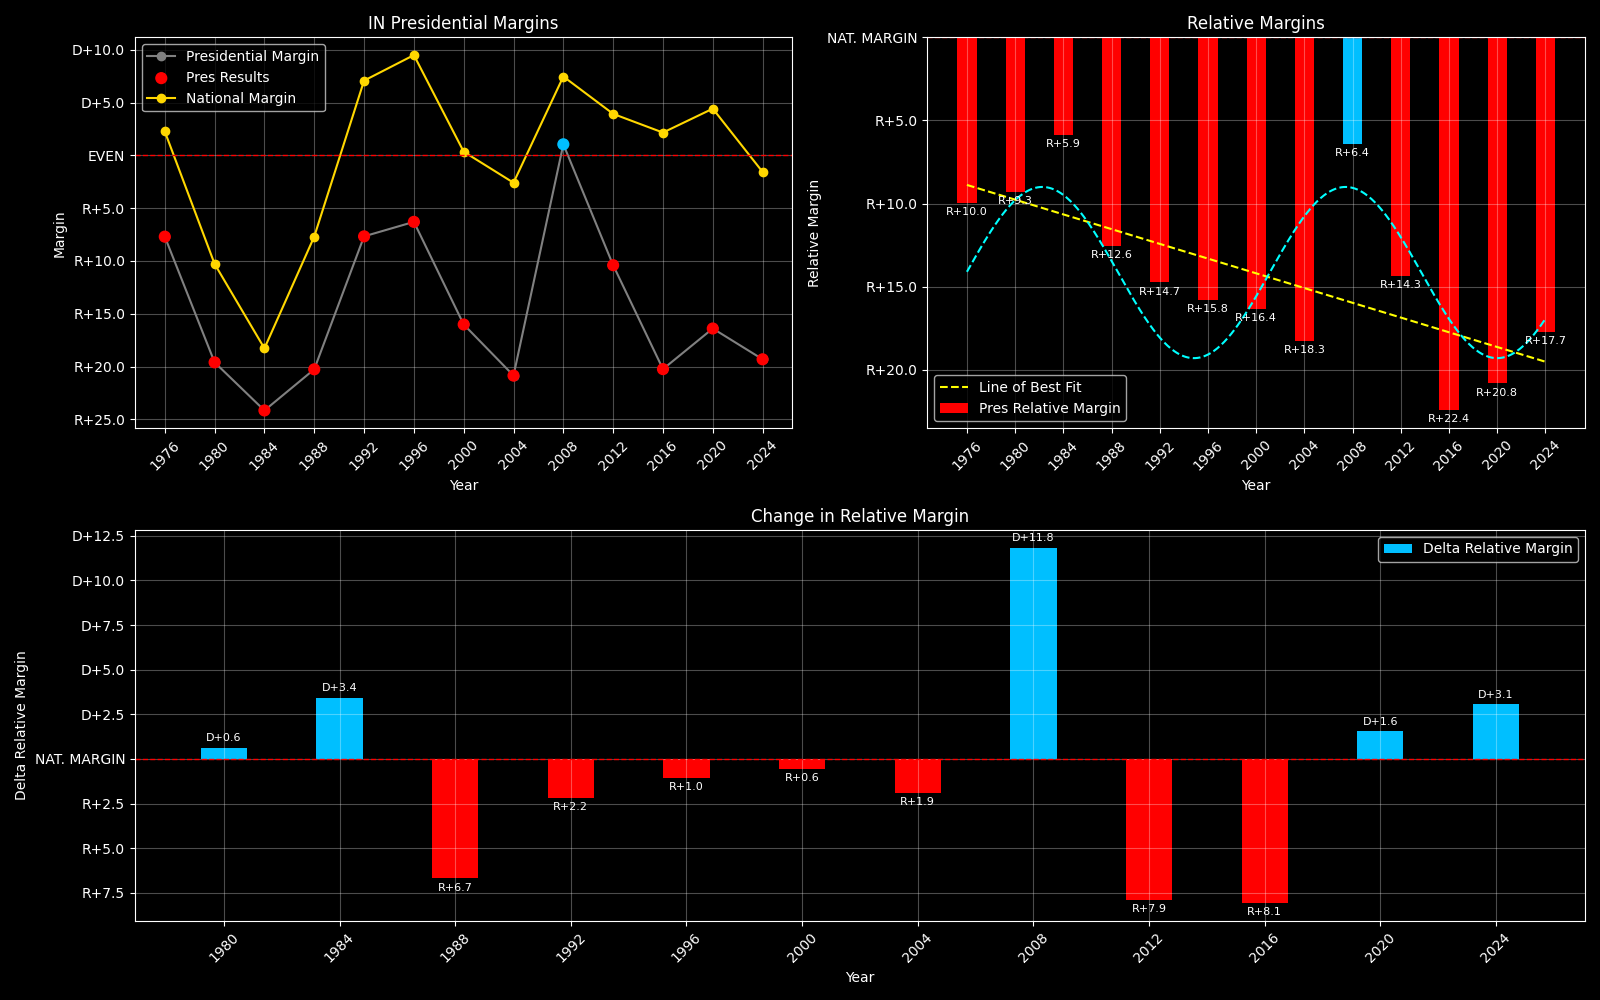 IN Presidential Margins
D+10.0
D+5.0
EVEN
R+5.0
R+10.0
R+15.0
R+20.0
R+25.0
Margin
Presidential Margin
Pres Results
National Margin
1976 1980 1984 1988 1992 1996 2000 2004 2008 2012 2016 2020 2024
Year
Relative Margins
NAT. MARGIN
R+5.0
R+10.0
R+15.0
R+20.0
Relative Margin
R+10.0
R+9.3
R+5.9
R+12.6
R+14.7
R+15.8
R+16.4
R+18.3
R+6.4
R+14.3
R+22.4
R+20.8
R+17.7
Line of Best Fit
Pres Relative Margin
1976 1980 1984 1988 1992 1996 2000 2004 2008 2012 2016 2020 2024
Year
Change in Relative Margin
D+12.5
D+10.0
D+7.5
D+5.0
D+2.5
NAT. MARGIN
R+2.5
R+5.0
R+7.5
Delta Relative Margin
D+0.6
D+3.4
R+6.7
R+2.2
R+1.0
R+0.6
R+1.9
D+11.8
R+7.9
R+8.1
D+1.6
D+3.1
Delta Relative Margin
1980 1984 1988 1992 1996 2000 2004 2008 2012 2016 2020 2024
Year